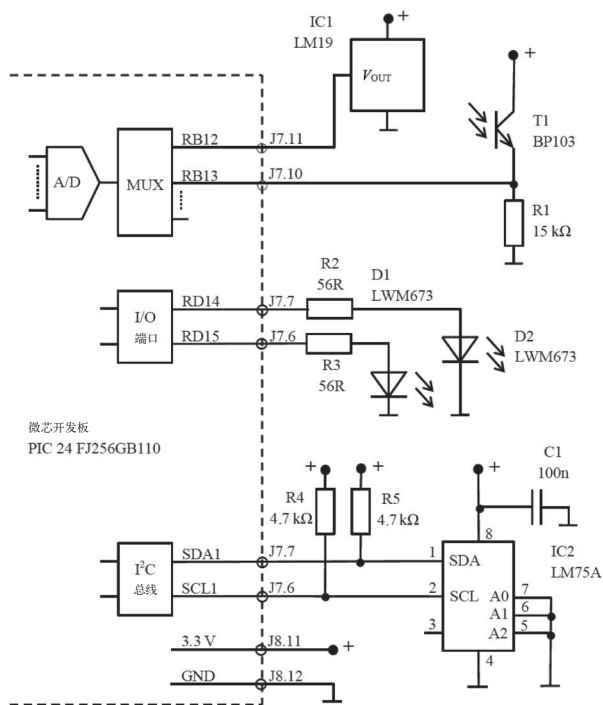 IC1
LM19
+
VOUT
+
T1
BP103
RB12
J7.11
A/D
MUX
RB13
J7.10
R1
15 kΩ
R2
56R
D1
LWM673
I/O
端口
RD14
J7.7
RD15
J7.6
R3
56R
D2
LWM673
微芯开发板
PIC 24 FJ256GB110
C1
100n
+
+
+
R4
4.7 kΩ
R5
4.7 kΩ
8
IC2
LM75A
I²C
总线
SDA1
J7.7
1
SDA
SCL1
J7.6
2
SCL
A0
7
A1
6
3
A2
5
4
3.3 V
J8.11
+
GND
J8.12